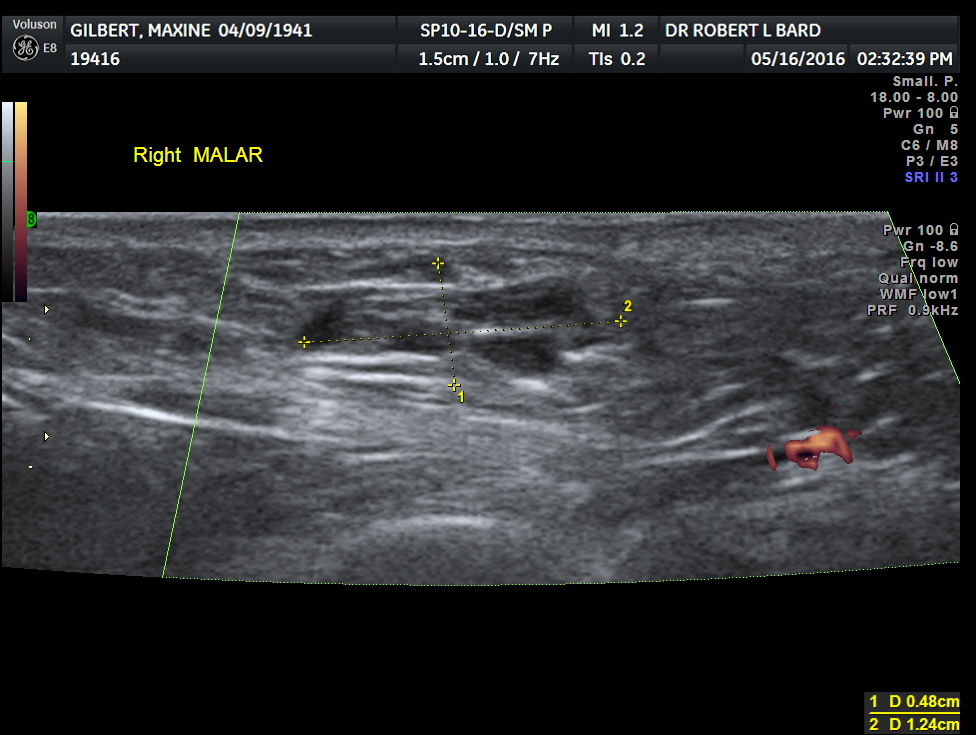 Voluson
E8
GILBERT, MAXINE 04/09/1941
19416
SP10-16-D/SM P
1.5cm / 1.0 / 7Hz
MI 1.2
TIs 0.2
DR ROBERT L BARD
05/16/2016 02:32:39 PM
Small. P.
18.00 - 8.00
Pwr 100
Gn 5
C6 / M8
P3 / E3
SRI II 3
Right MALAR
Pwr 100
Gn -8.6
Frq low
Qual norm
WMF low1
PRF 0.9kHz
2
1
1 D 0.48cm
2 D 1.24cm